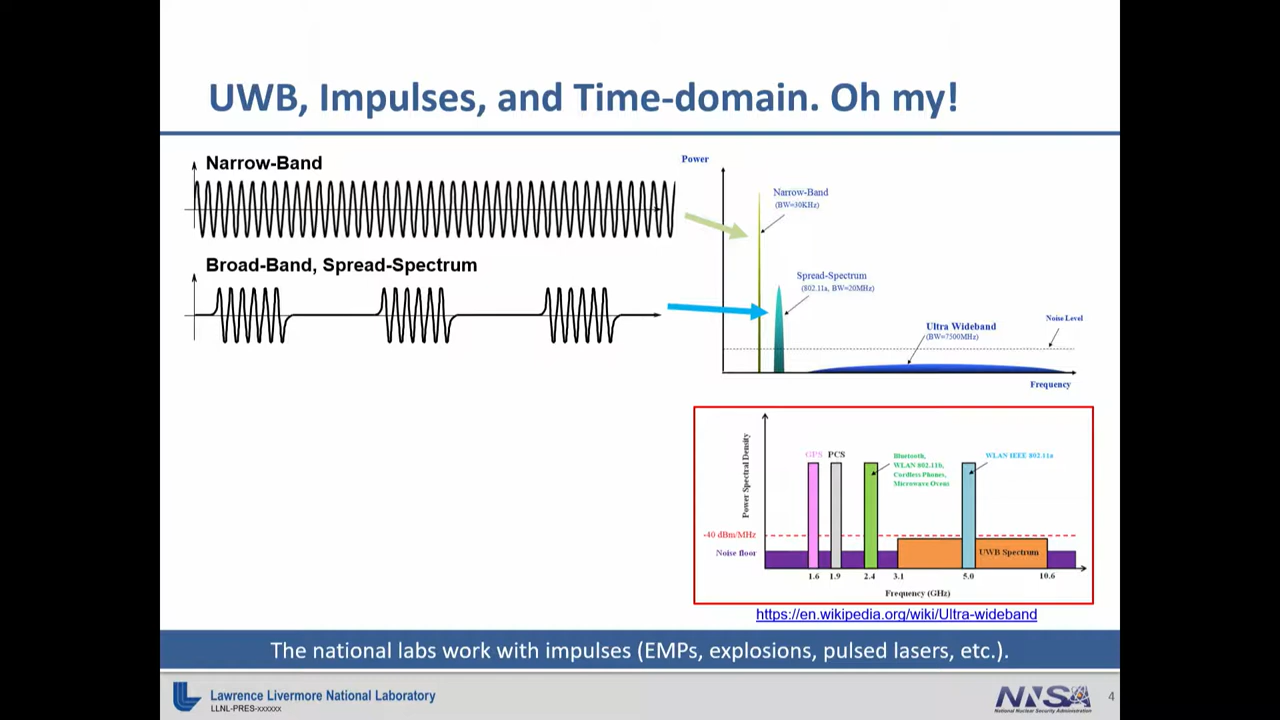 UWB, Impulses, and Time-domain. Oh my!
Narrow-Band
Broad-Band, Spread-Spectrum
Power
Narrow-Band
(BW=30KHz)
Spread-Spectrum
(802.11a, BW=20MHz)
Ultra Wideband
(BW=7500MHz)
Noise Level
Frequency
Power Spectral Density
GPS
PCS
Bluetooth,
WLAN 802.11b,
Cordless Phones,
Microwave Ovens
WLAN IEEE 802.11a
-40 dBm/MHz
Noise floor
UWB Spectrum
1.6 1.9 2.4 3.1 5.0 10.6
Frequency (GHz)
https://en.wikipedia.org/wiki/Ultra-wideband
The national labs work with impulses (EMPs, explosions, pulsed lasers, etc.).
Lawrence Livermore National Laboratory
LLNL-PRES-xxxxxx
NNSA
National Nuclear Security Administration
4